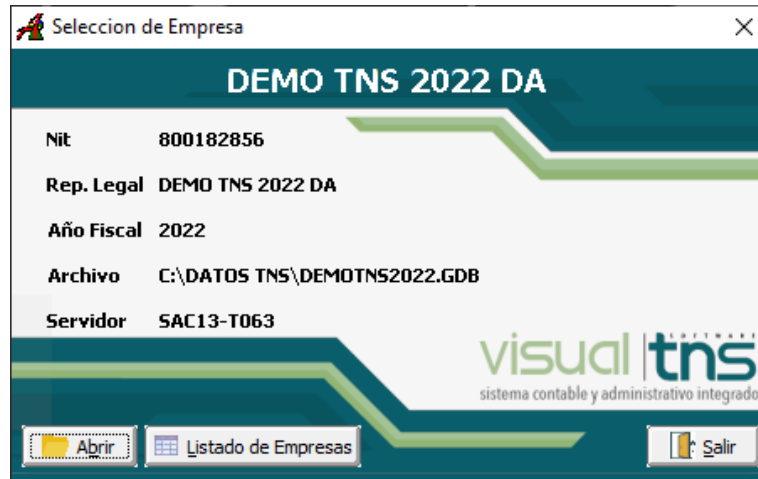 Seleccion de Empresa
DEMO TNS 2022 DA
Nit 800182856
Rep. Legal DEMO TNS 2022 DA
Año Fiscal 2022
Archivo C:\DATOS TNS\DEMOTNS2022.GDB
Servidor SAC13-T063
SOFTWARE
visual tns
sistema contable y administrativo integrado
Abrir Listado de Empresas Salir